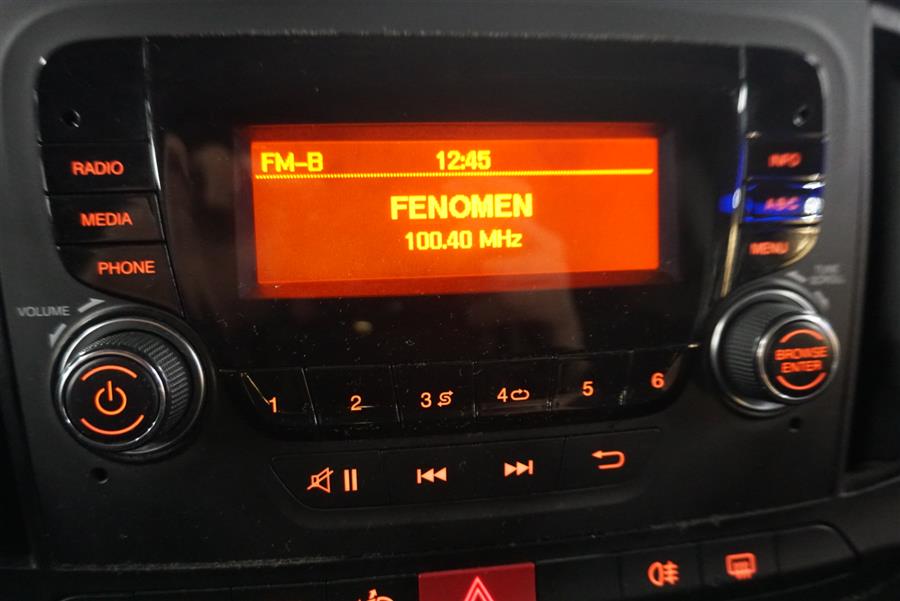 FM-B 12:45
FENOMEN
100.40 MHz
RADIO
MEDIA
PHONE
VOLUME
INFO
ABC
MENU
BROWSE
ENTER
1 2 3 4 5 6